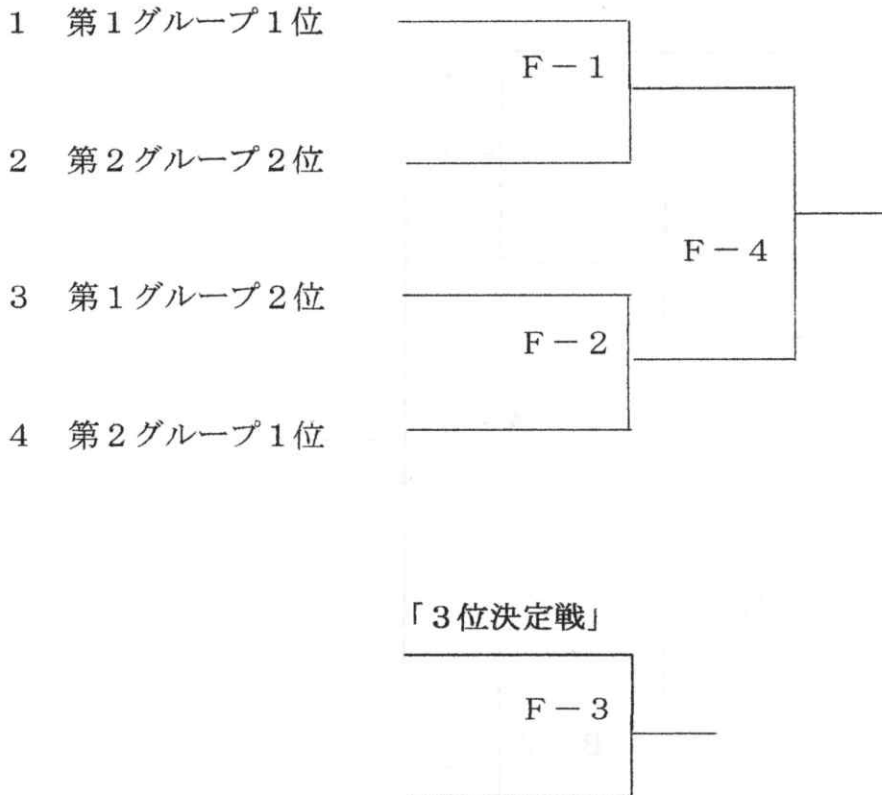 1 第1グループ1位
F-1
2 第2グループ2位
F-4
3 第1グループ2位
F-2
4 第2グループ1位
「3位決定戦」
F-3